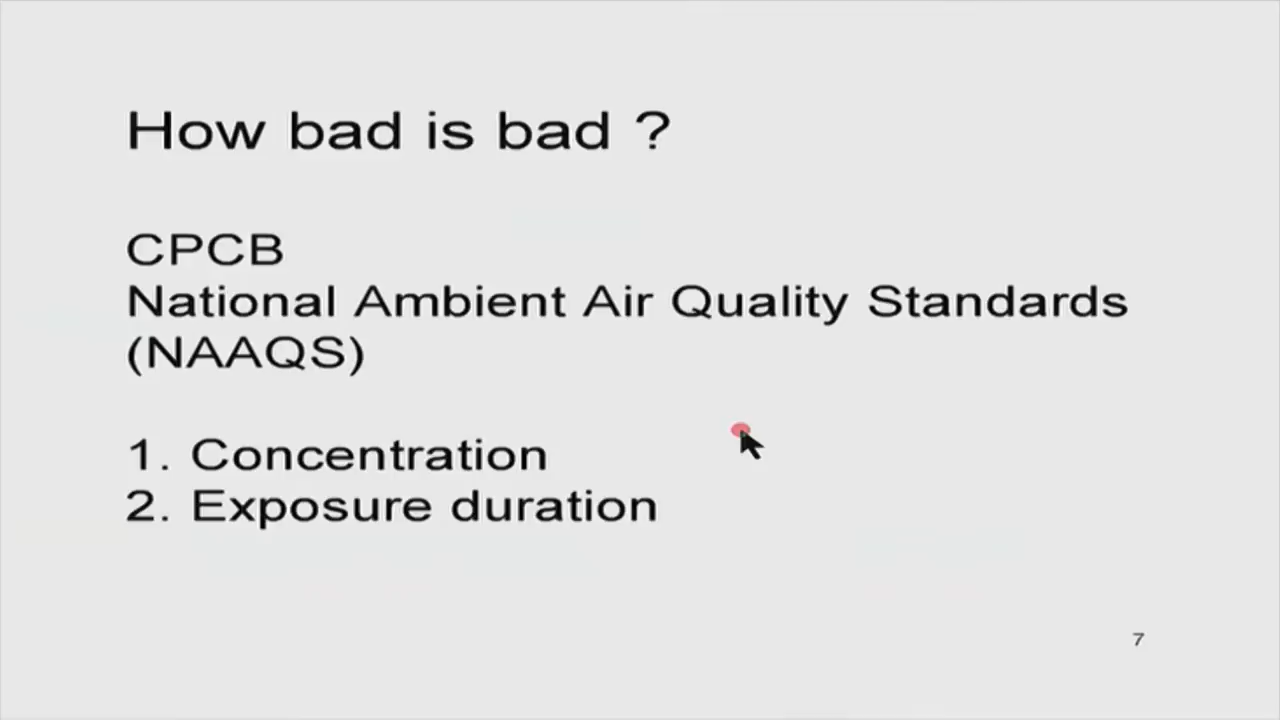 How bad is bad ?
CPCB
National Ambient Air Quality Standards
(NAAQS)
1. Concentration
2. Exposure duration
7